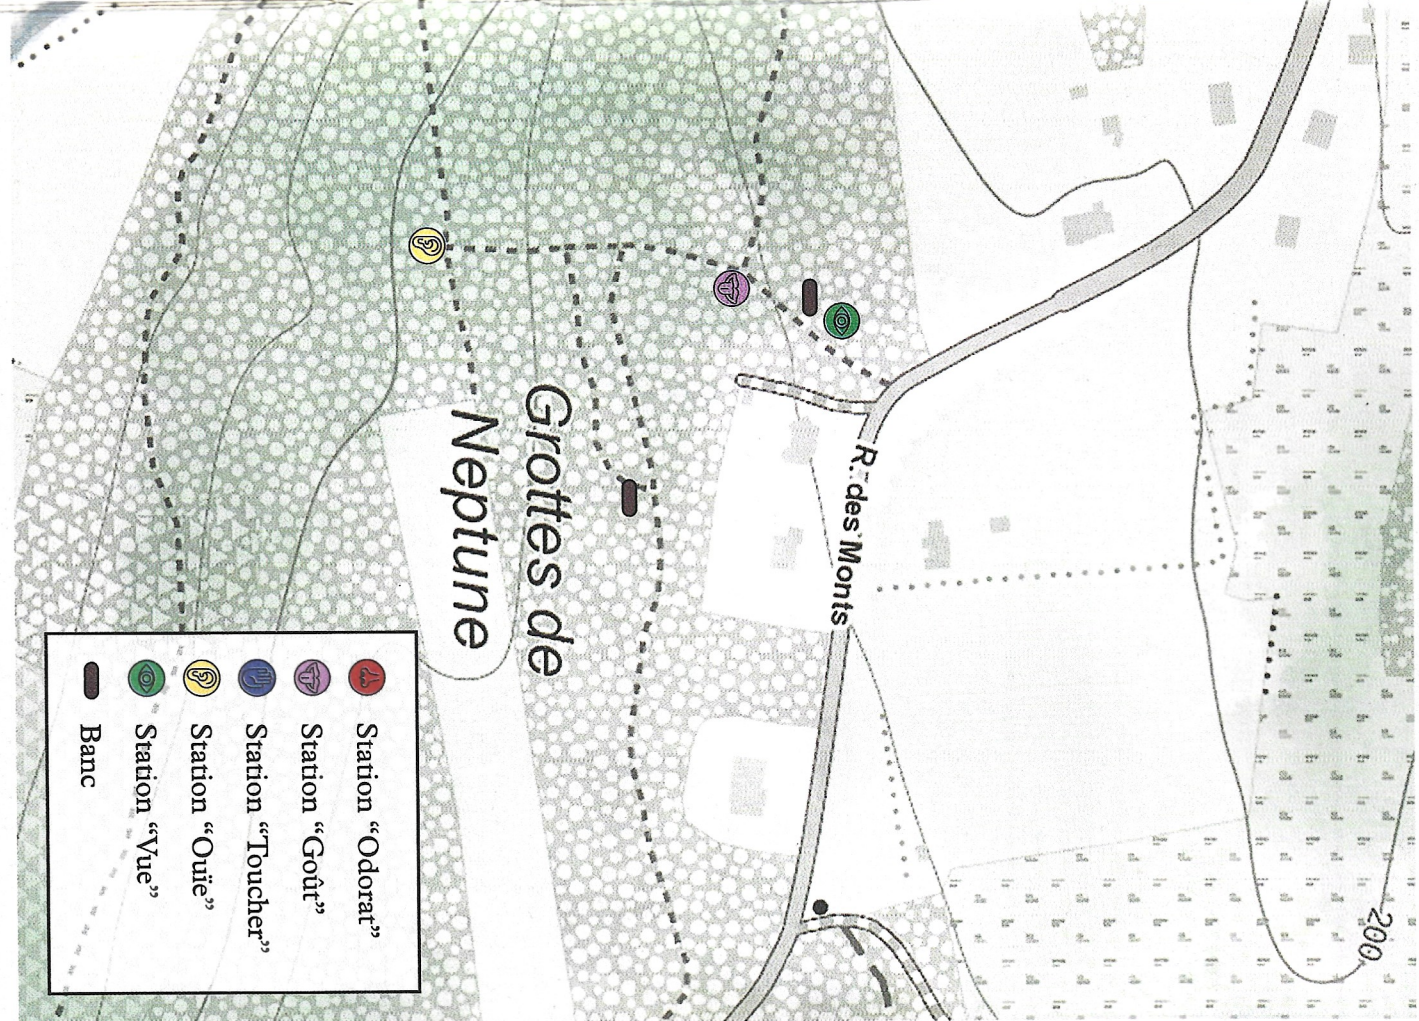 R. des Monts
Grottes de
Neptune
200
Station “Odorat”
Station “Goût”
Station “Toucher”
Station “Ouïe”
Station “Vue”
Banc